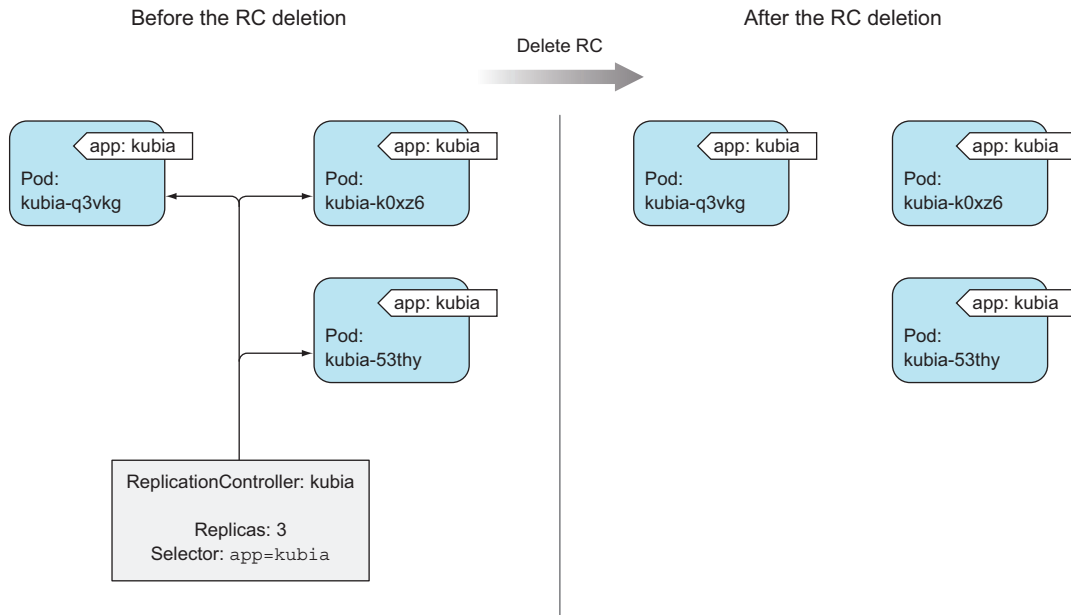 Before the RC deletion
After the RC deletion
Delete RC
app: kubia
Pod:
kubia-q3vkg
app: kubia
Pod:
kubia-k0xz6
app: kubia
Pod:
kubia-53thy
ReplicationController: kubia
Replicas: 3
Selector: app=kubia
app: kubia
Pod:
kubia-q3vkg
app: kubia
Pod:
kubia-k0xz6
app: kubia
Pod:
kubia-53thy